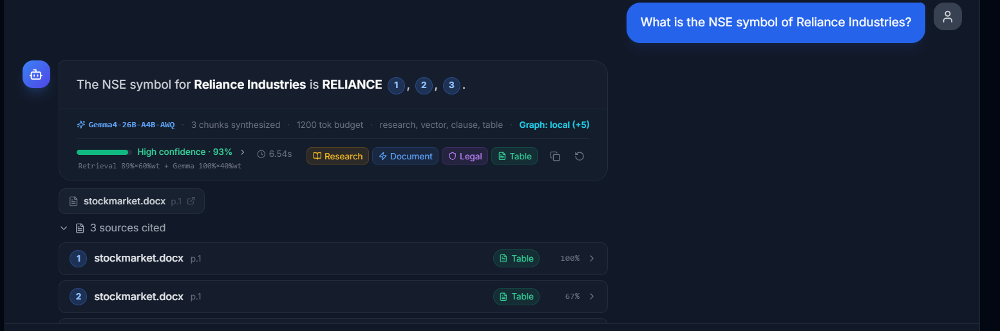 What is the NSE symbol of Reliance Industries?
The NSE symbol for Reliance Industries is RELIANCE 1, 2, 3.
Gemma4-26B-A4B-AWQ · 3 chunks synthesized · 1200 tok budget · research, vector, clause, table · Graph: local (+5)
High confidence · 93% 6.54s Research Document Legal Table
Retrieval 89%×60%wt + Gemma 100%×40%wt
stockmarket.docx p.1
3 sources cited
1 stockmarket.docx p.1 Table 100%
2 stockmarket.docx p.1 Table 67%